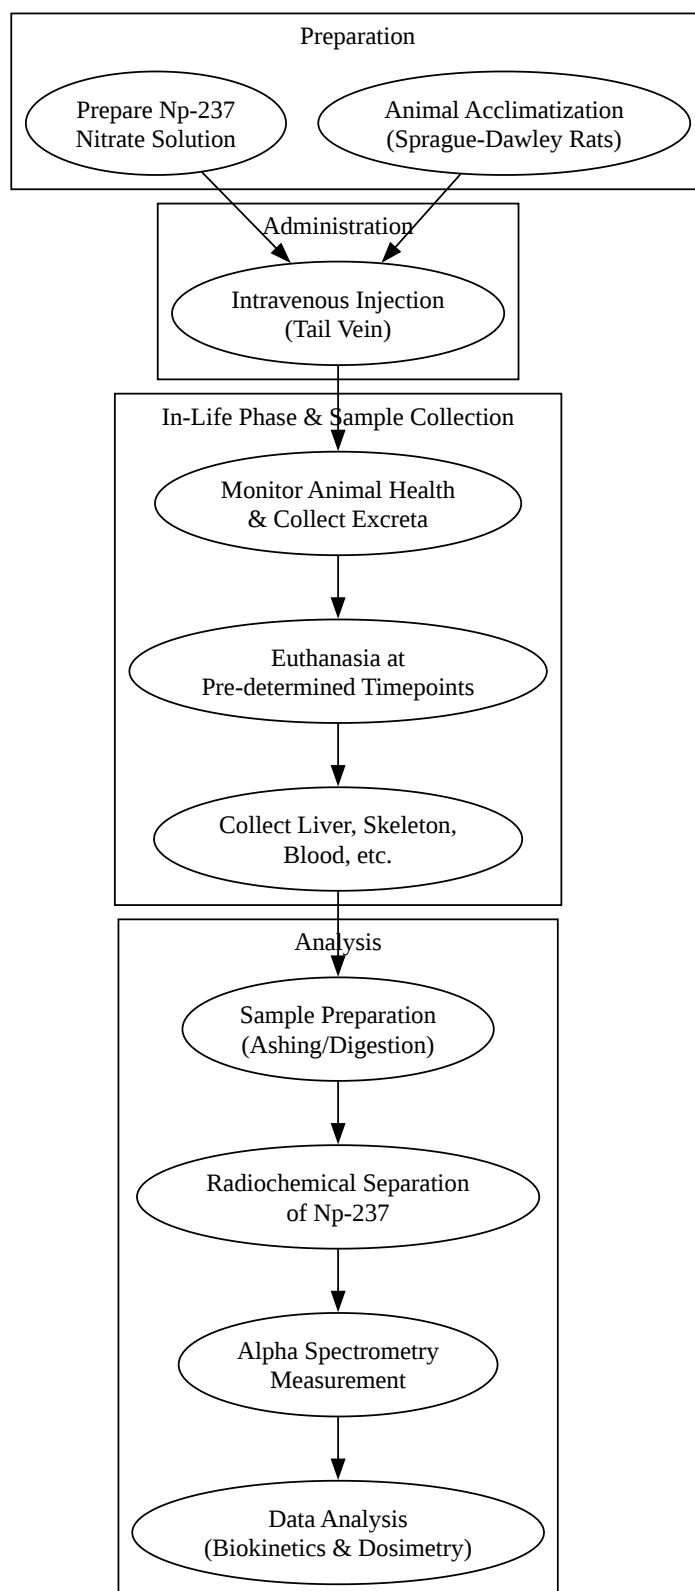 Preparation
Prepare Np-237
Nitrate Solution
Animal Acclimatization
(Sprague-Dawley Rats)
Administration
Intravenous Injection
(Tail Vein)
In-Life Phase & Sample Collection
Monitor Animal Health
& Collect Excreta
Euthanasia at
Pre-determined Timepoints
Collect Liver, Skeleton,
Blood, etc.
Analysis
Sample Preparation
(Ashing/Digestion)
Radiochemical Separation
of Np-237
Alpha Spectrometry
Measurement
Data Analysis
(Biokinetics & Dosimetry)